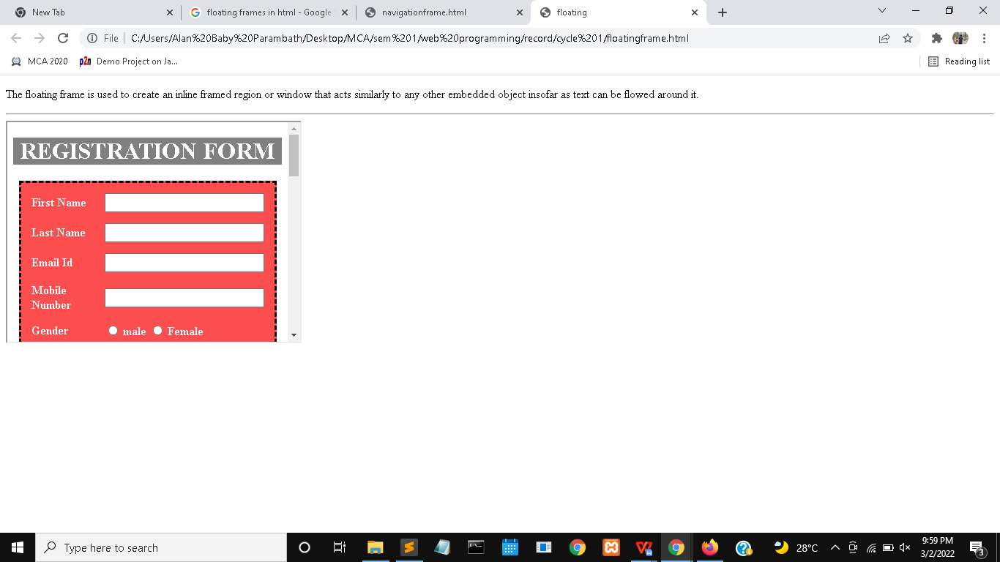 New Tab
floating frames in html - Google
navigationframe.html
floating
File
C:/Users/Alan%20Baby%20Parambath/Desktop/MCA/sem%201/web%20programming/record/cycle%201/floatingframe.html
MCA 2020
p2n
Demo Project on Ja...
Reading list
The floating frame is used to create an inline framed region or window that acts similarly to any other embedded object insofar as text can be flowed around it.
REGISTRATION FORM
First Name
Last Name
Email Id
Mobile
Number
Gender male Female
Type here to search
28°C
9:59 PM
3/2/2022
3